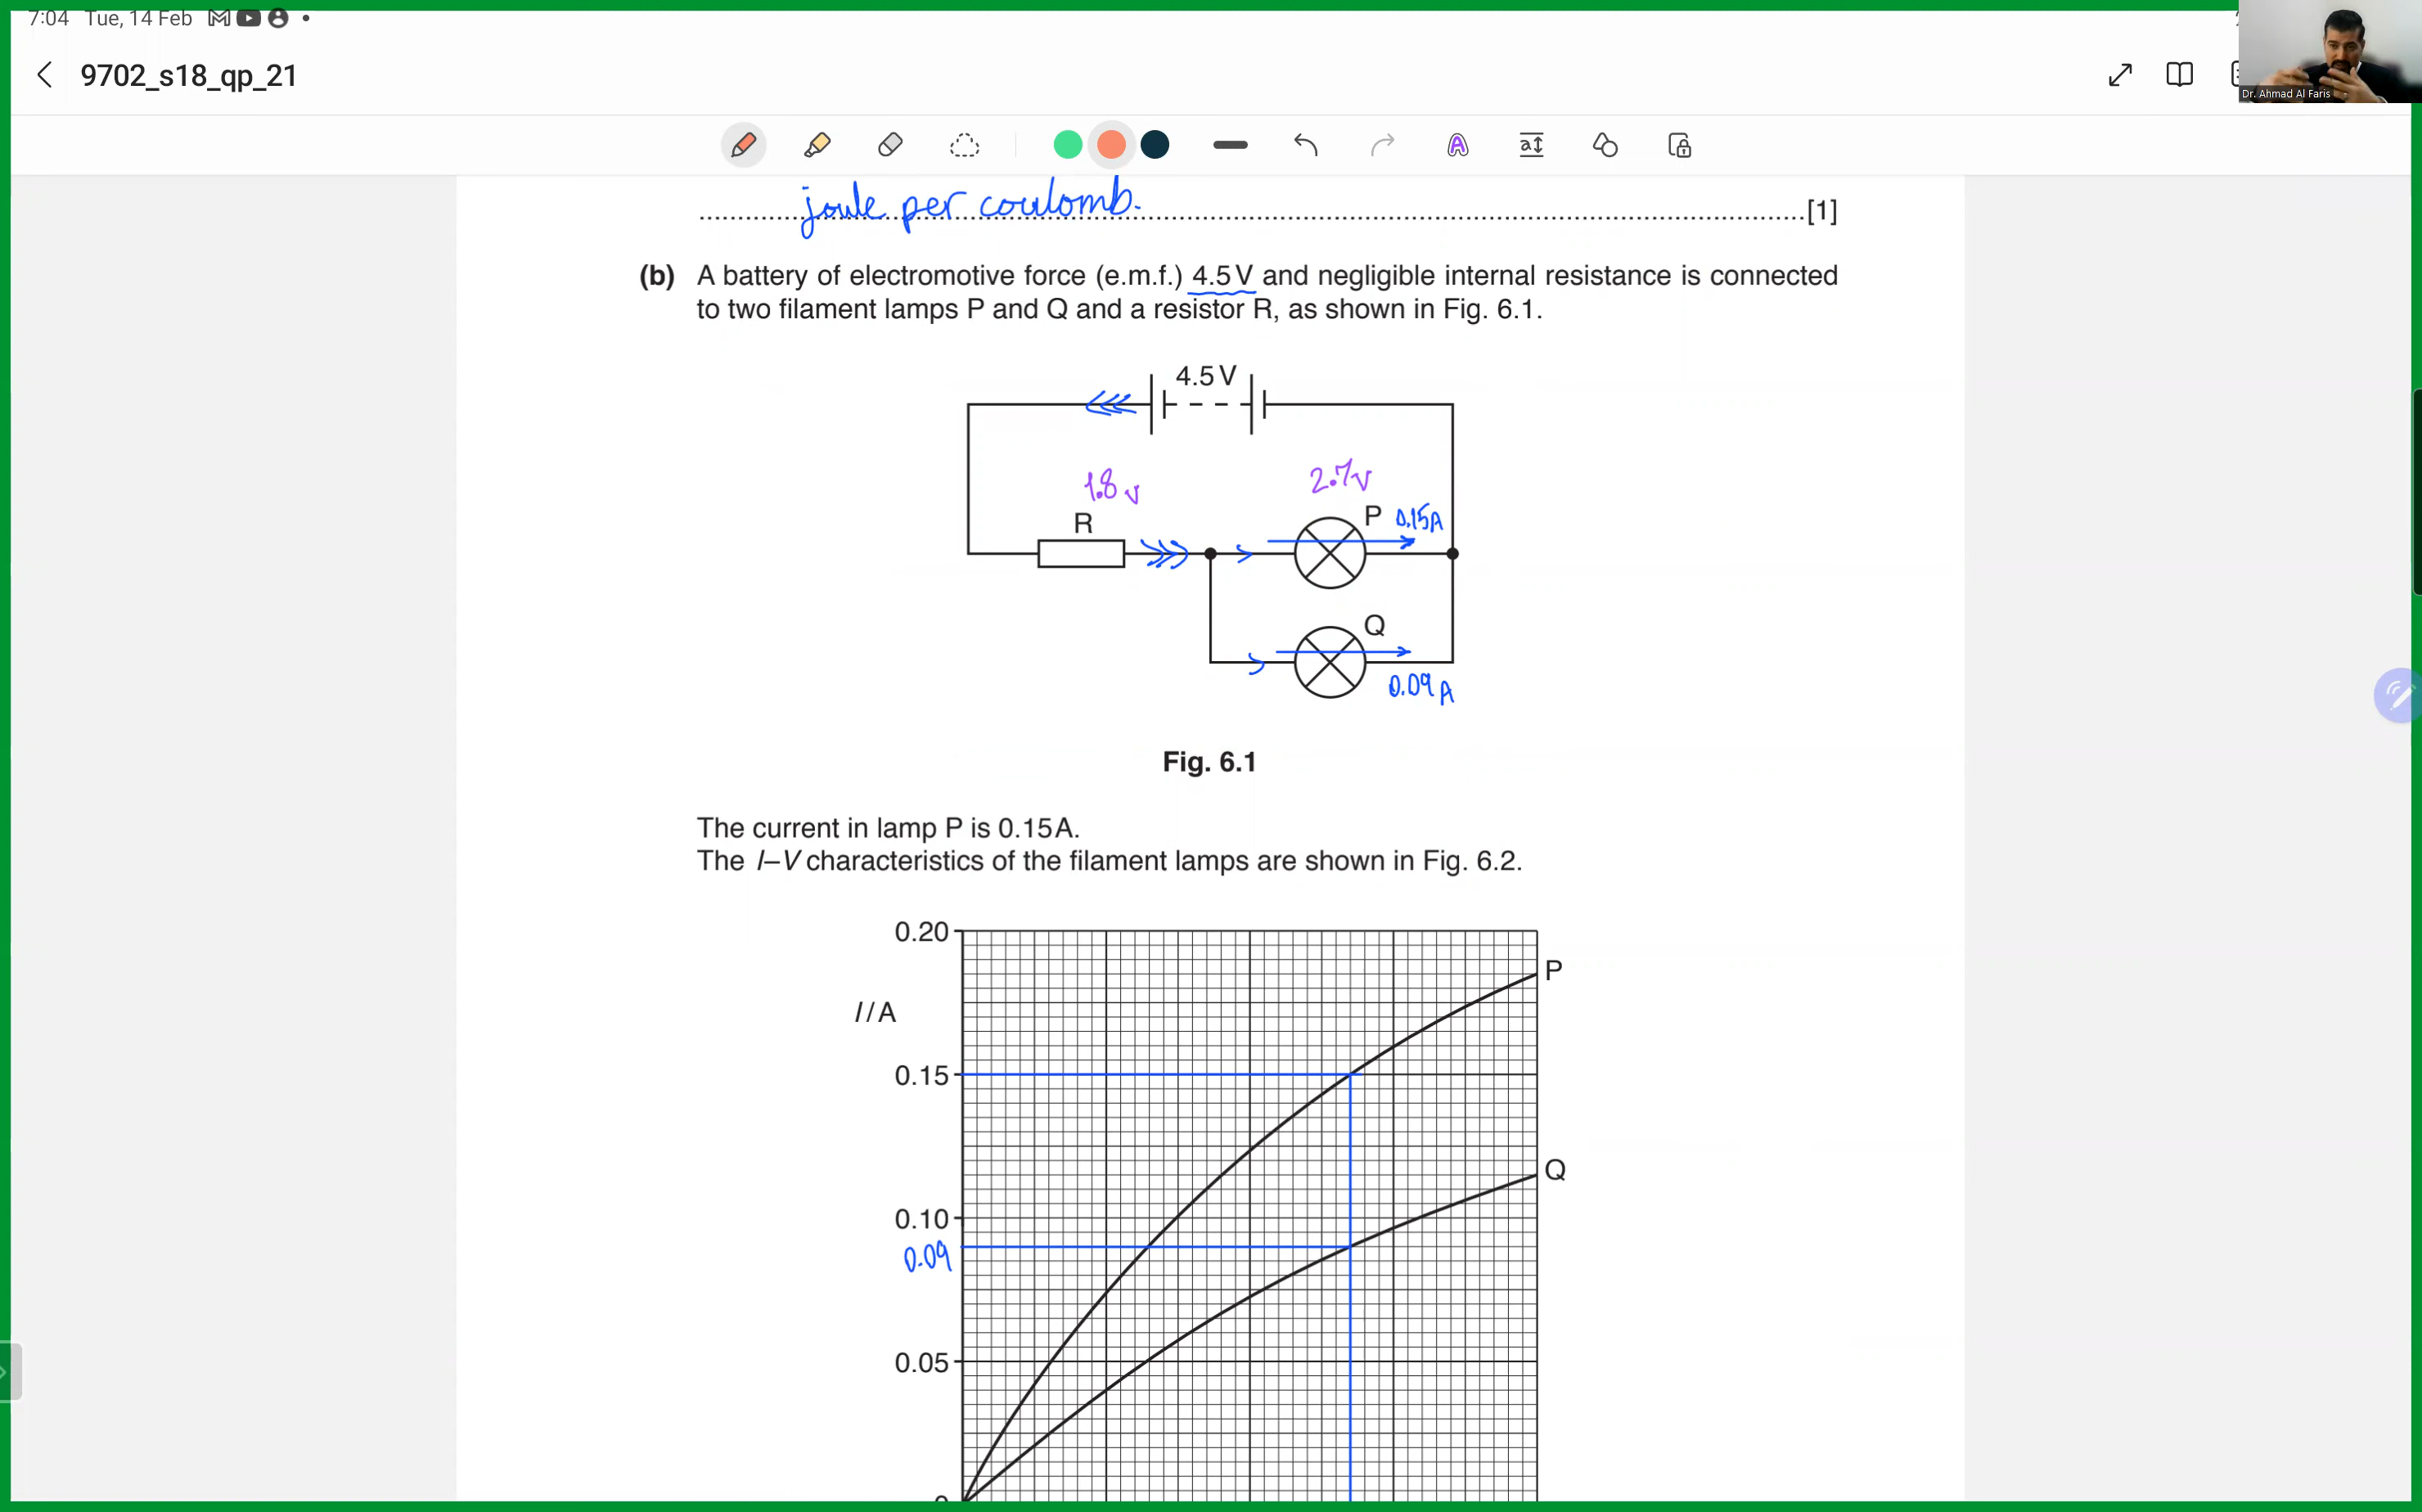 7:04 Tue, 14 Feb
9702_s18_qp_21
Dr. Ahmad Al Faris
joule per coulomb.
[1]
(b) A battery of electromotive force (e.m.f.) 4.5 V and negligible internal resistance is connected
to two filament lamps P and Q and a resistor R, as shown in Fig. 6.1.
4.5 V
1.8 v
2.7v
R
P 0.15A
Q
0.09 A
Fig. 6.1
The current in lamp P is 0.15 A.
The I–V characteristics of the filament lamps are shown in Fig. 6.2.
0.20
P
I / A
0.15
Q
0.10
0.09
0.05